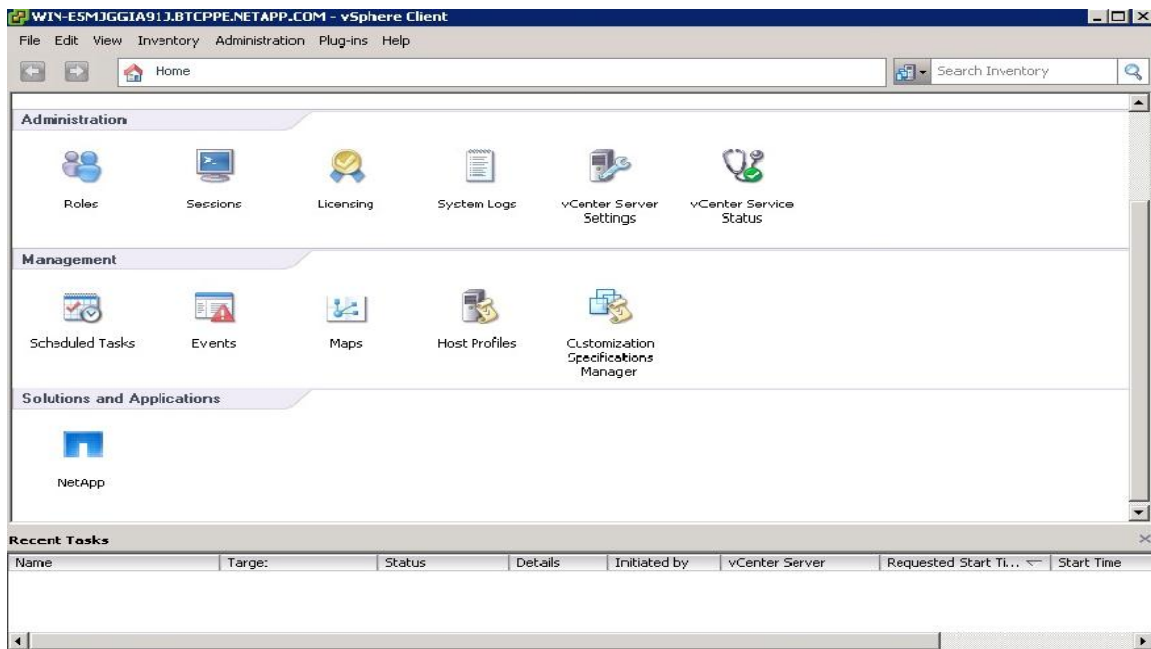 WIN-E5MJGGIA91J.BTCPPE.NETAPP.COM - vSphere Client
File Edit View Inventory Administration Plug-ins Help
Home
Search Inventory
Administration
Roles
Sessions
Licensing
System Logs
vCenter Server
Settings
vCenter Service
Status
Management
Scheduled Tasks
Events
Maps
Host Profiles
Customization
Specifications
Manager
Solutions and Applications
NetApp
Recent Tasks
Name Targe: Status Details Initiated by vCenter Server Requested Start Ti... Start Time